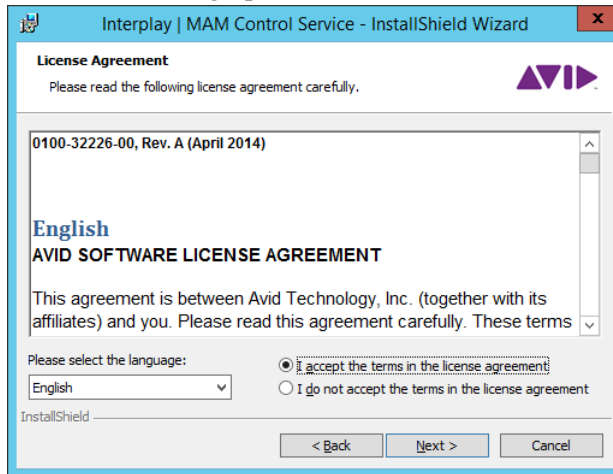 Interplay | MAM Control Service - InstallShield Wizard
x
License Agreement
Please read the following license agreement carefully.
AVID
0100-32226-00, Rev. A (April 2014)
English
AVID SOFTWARE LICENSE AGREEMENT
This agreement is between Avid Technology, Inc. (together with its
affiliates) and you. Please read this agreement carefully. These terms
Please select the language:
English
I accept the terms in the license agreement
I do not accept the terms in the license agreement
InstallShield
< Back
Next >
Cancel